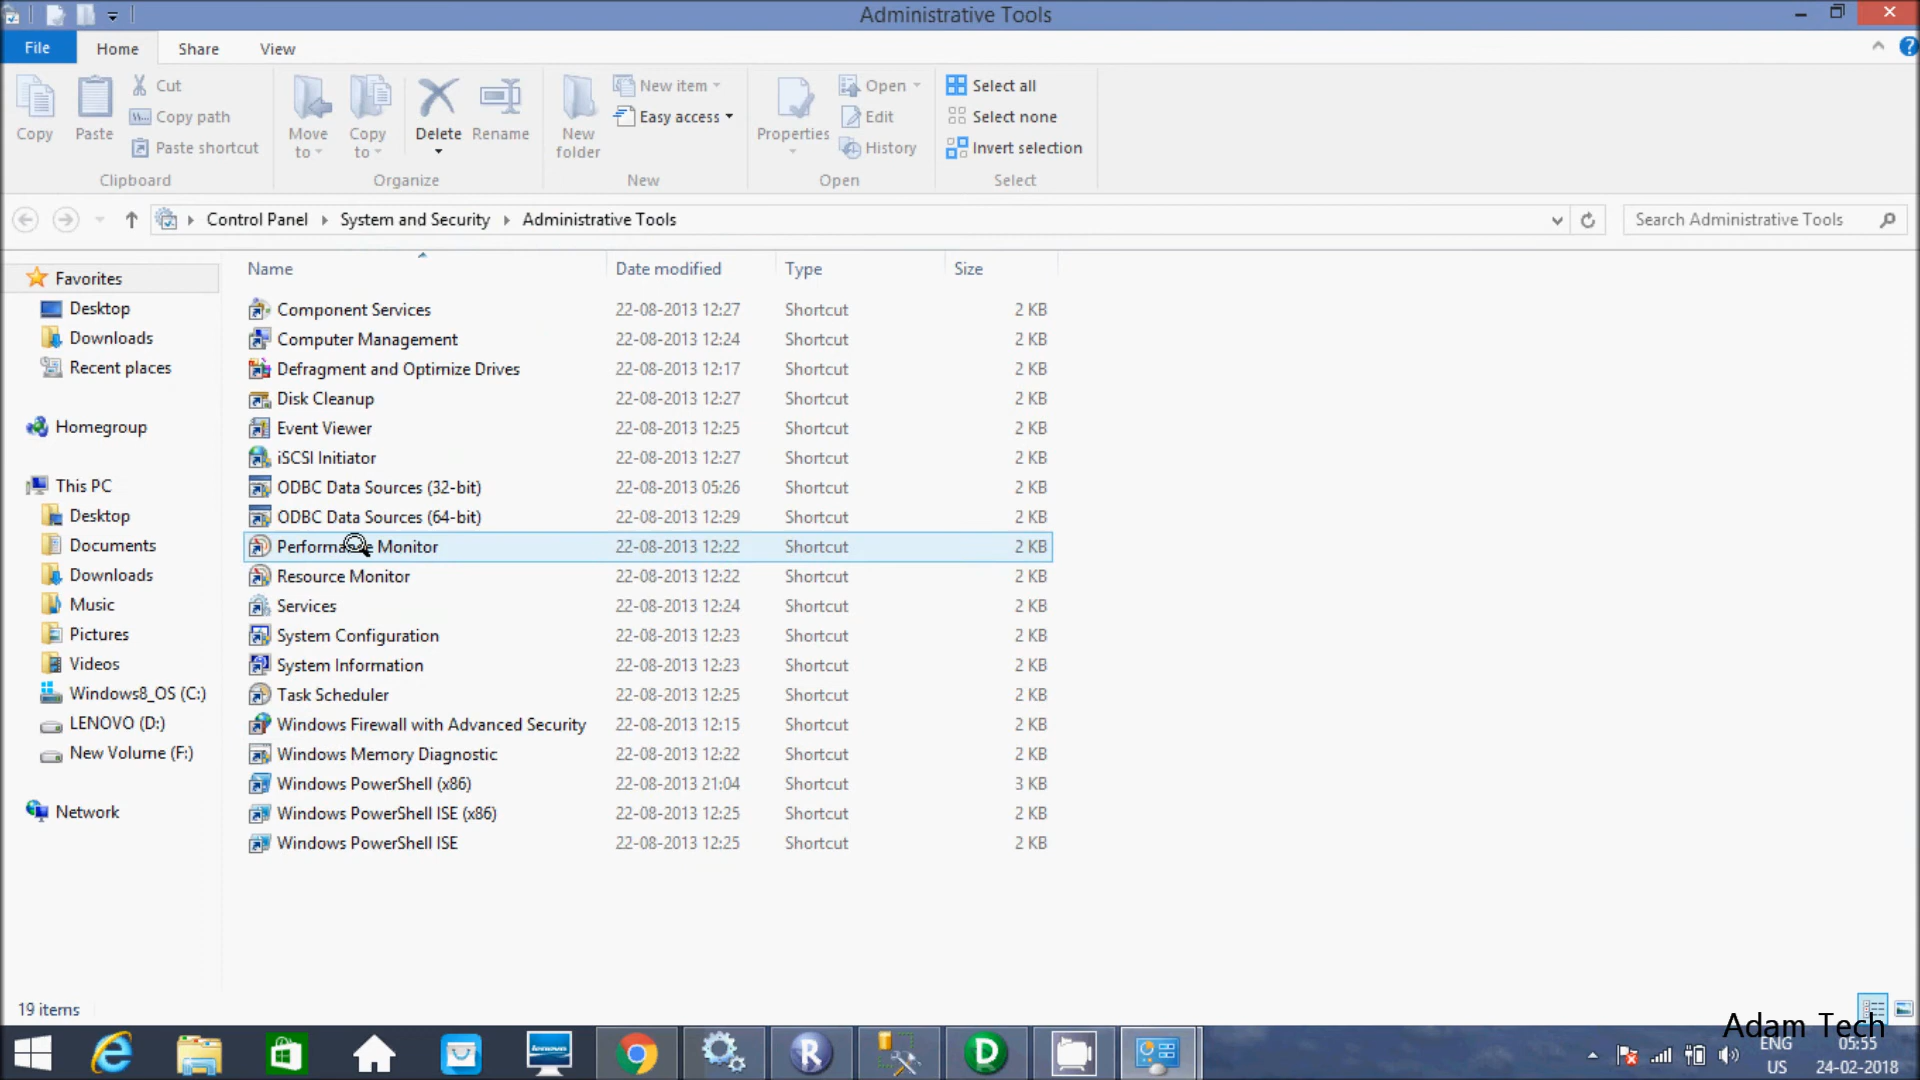 Administrative Tools
File Home Share View
Copy
Paste
Cut
Copy path
Paste shortcut
Clipboard
Move to
Copy to
Delete
Rename
Organize
New folder
New item
Easy access
New
Properties
Open
Edit
History
Open
Select all
Select none
Invert selection
Select
Control Panel System and Security Administrative Tools
Search Administrative Tools
Favorites
Desktop
Downloads
Recent places
Homegroup
This PC
Desktop
Documents
Downloads
Music
Pictures
Videos
Windows8_OS (C:)
LENOVO (D:)
New Volume (F:)
Network
Name Date modified Type Size
Component Services 22-08-2013 12:27 Shortcut 2 KB
Computer Management 22-08-2013 12:24 Shortcut 2 KB
Defragment and Optimize Drives 22-08-2013 12:17 Shortcut 2 KB
Disk Cleanup 22-08-2013 12:27 Shortcut 2 KB
Event Viewer 22-08-2013 12:25 Shortcut 2 KB
iSCSI Initiator 22-08-2013 12:27 Shortcut 2 KB
ODBC Data Sources (32-bit) 22-08-2013 05:26 Shortcut 2 KB
ODBC Data Sources (64-bit) 22-08-2013 12:29 Shortcut 2 KB
Performance Monitor 22-08-2013 12:22 Shortcut 2 KB
Resource Monitor 22-08-2013 12:22 Shortcut 2 KB
Services 22-08-2013 12:24 Shortcut 2 KB
System Configuration 22-08-2013 12:23 Shortcut 2 KB
System Information 22-08-2013 12:23 Shortcut 2 KB
Task Scheduler 22-08-2013 12:25 Shortcut 2 KB
Windows Firewall with Advanced Security 22-08-2013 12:15 Shortcut 2 KB
Windows Memory Diagnostic 22-08-2013 12:22 Shortcut 2 KB
Windows PowerShell (x86) 22-08-2013 21:04 Shortcut 3 KB
Windows PowerShell ISE (x86) 22-08-2013 12:25 Shortcut 2 KB
Windows PowerShell ISE 22-08-2013 12:25 Shortcut 2 KB
19 items
Adam Tech
R D
ENG 05:55
US 24-02-2018